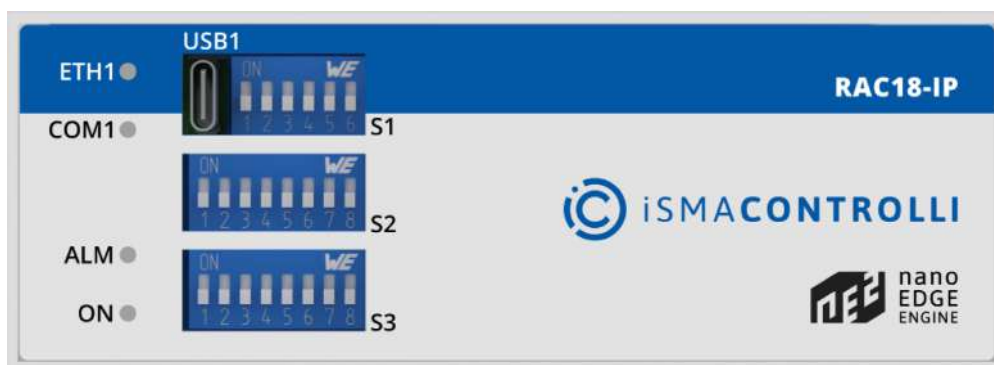 USB1
ETH1
ON WE
1 2 3 4 5 6
S1
RAC18-IP
COM1
ON WE
1 2 3 4 5 6 7 8
S2
iSMACONTROLLI
ALM
ON WE
1 2 3 4 5 6 7 8
S3
ON
nano
EDGE
ENGINE